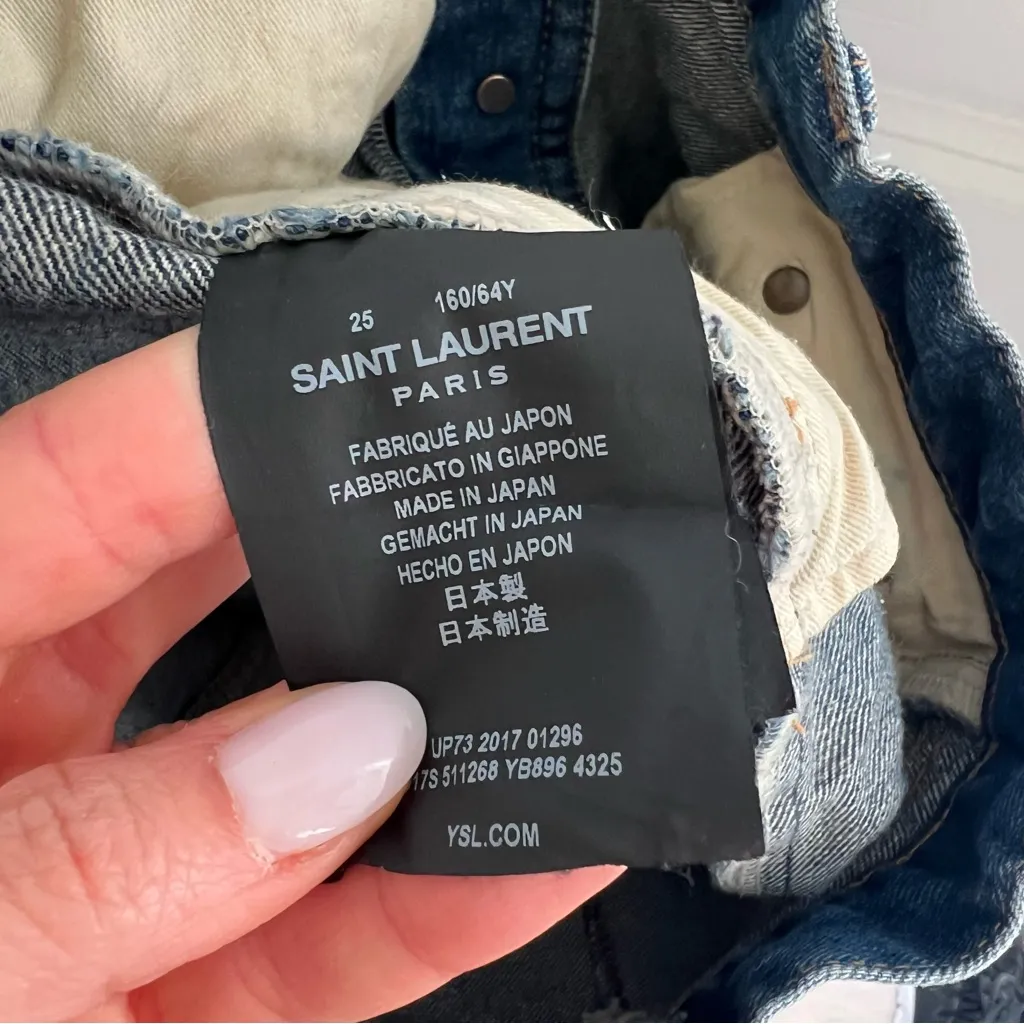 25 160/64Y
SAINT LAURENT
PARIS
FABRIQUÉ AU JAPON
FABBRICATO IN GIAPPONE
MADE IN JAPAN
GEMACHT IN JAPAN
HECHO EN JAPON
日本製
日本制造
UP73 2017 01296
17S 511268 YB896 4325
YSL.COM